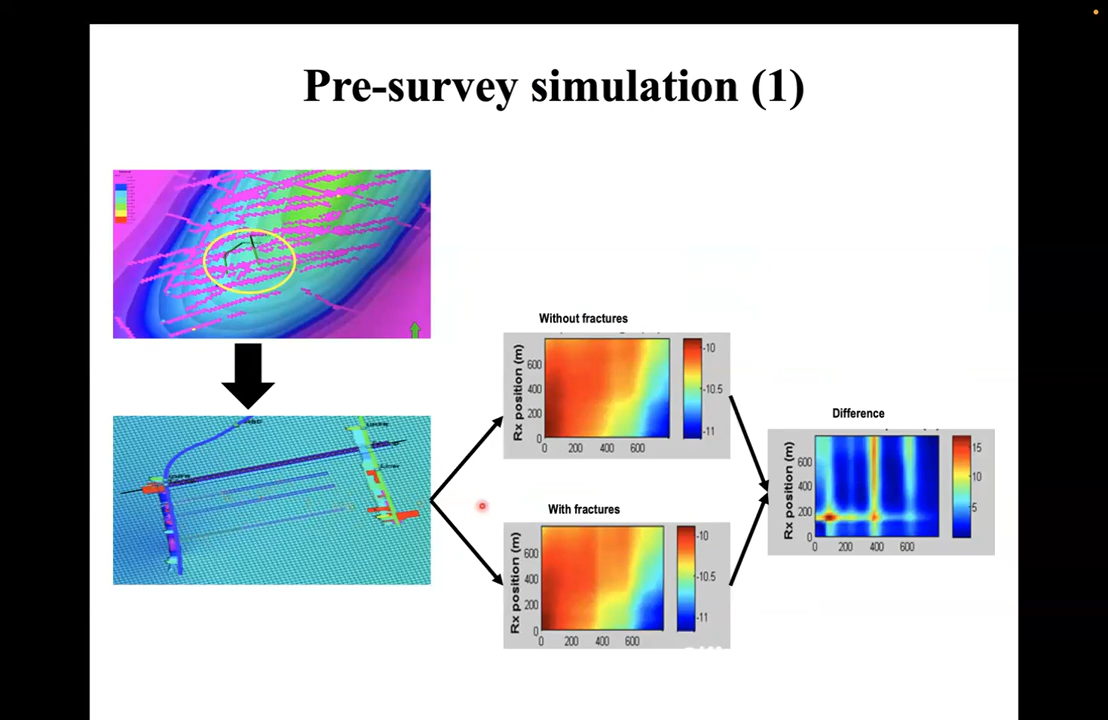 Pre-survey simulation (1)
Without fractures
Rx position (m)
600
400
200
0
200 400 600
-10
-10.5
-11
With fractures
Rx position (m)
600
400
200
0
200 400 600
-10
-10.5
-11
Difference
Rx position (m)
600
400
200
0
0 200 400 600
15
10
5